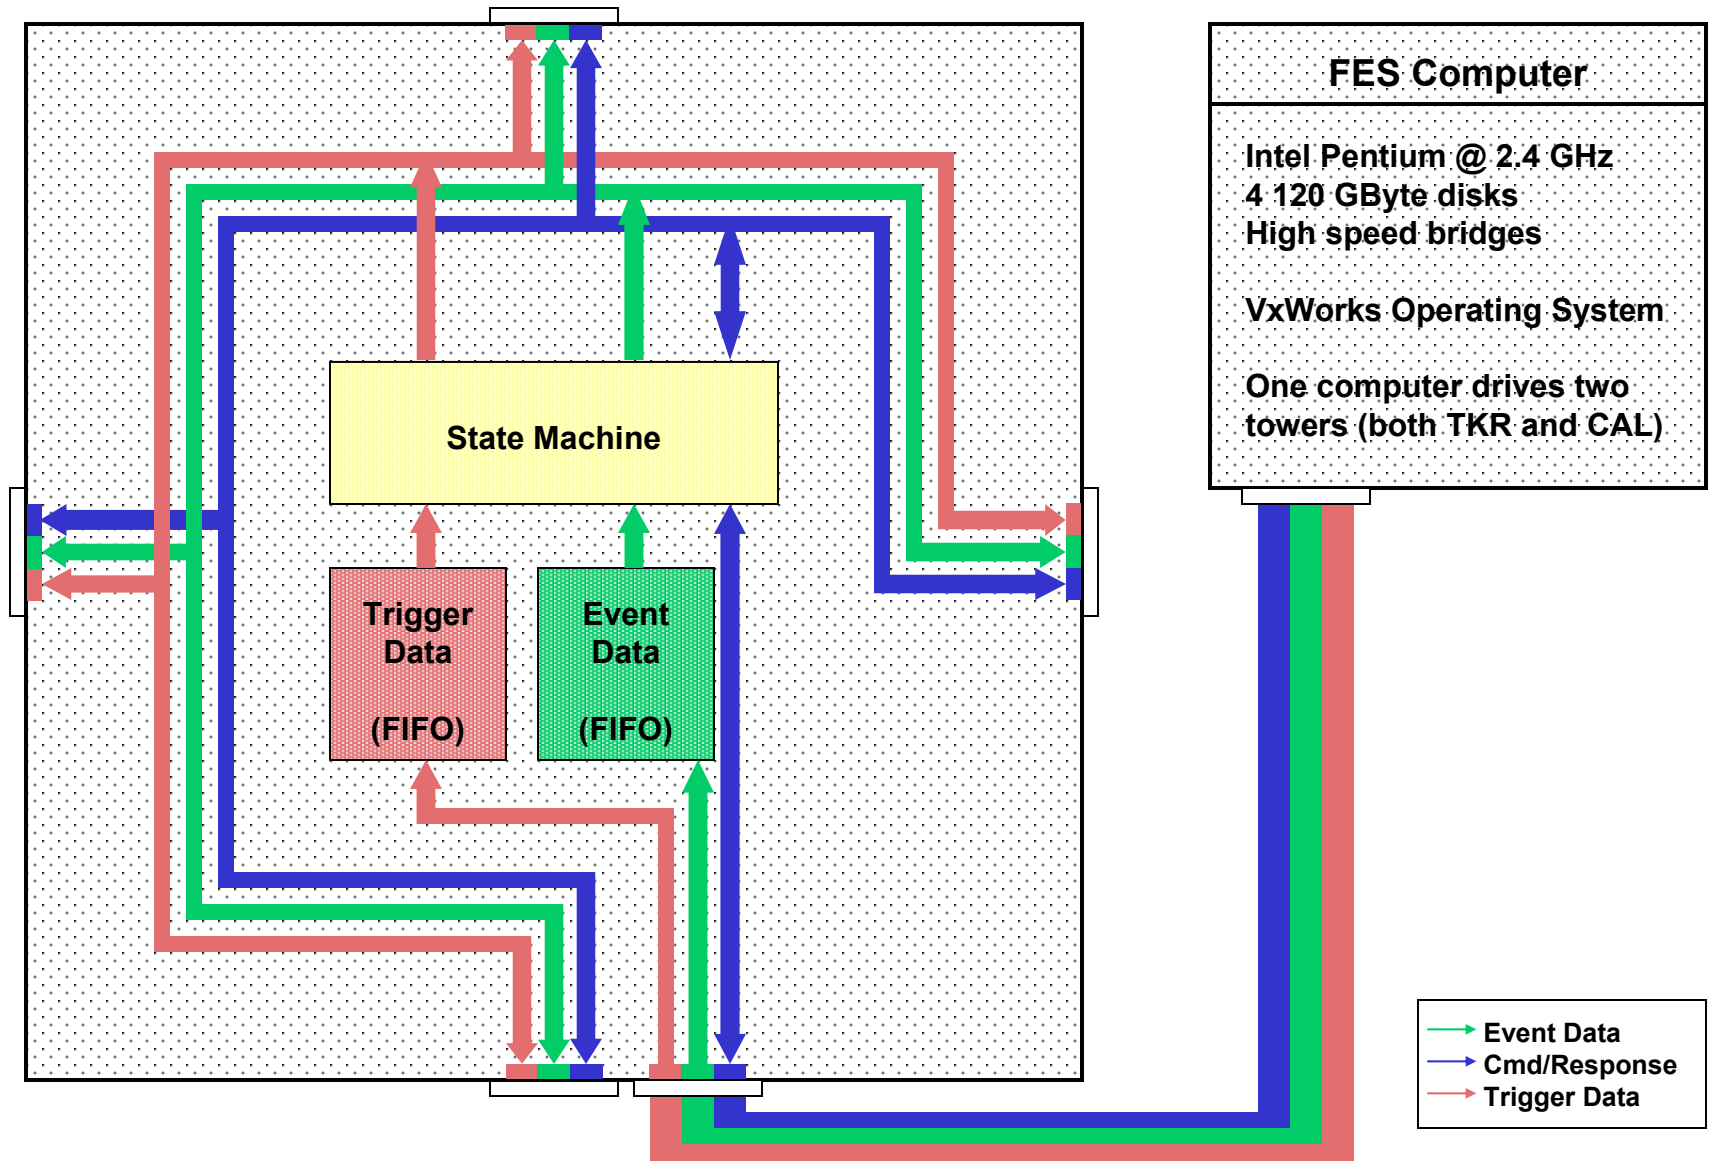 FES Computer
Intel Pentium @ 2.4 GHz
4 120 GByte disks
High speed bridges
VxWorks Operating System
One computer drives two
towers (both TKR and CAL)
State Machine
Trigger
Data
(FIFO)
Event
Data
(FIFO)
Event Data
Cmd/Response
Trigger Data